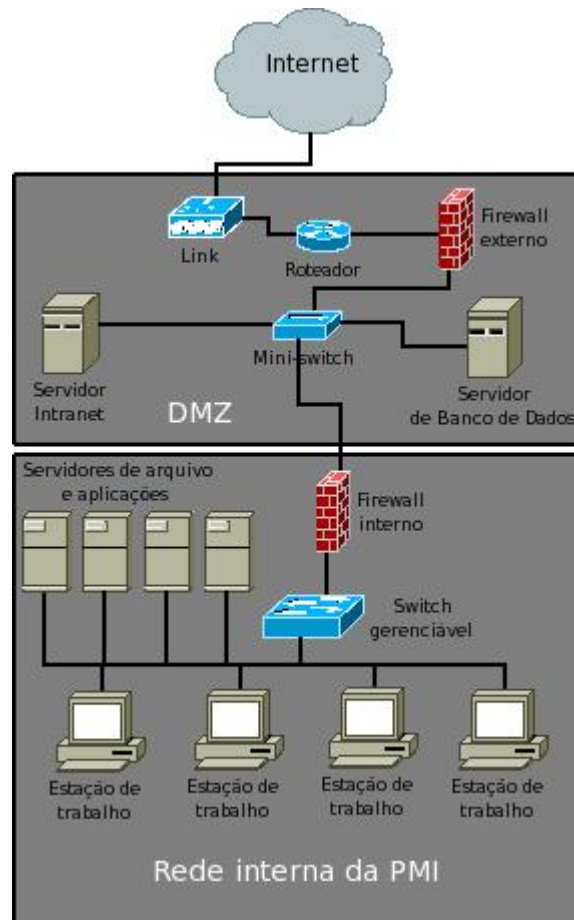 Internet
Link
Roteador
Firewall
externo
Servidor
Intranet
Mini-switch
Servidor
de Banco de Dados
DMZ
Servidores de arquivo
e aplicações
Firewall
interno
Switch
gerenciável
Estação de
trabalho
Estação de
trabalho
Estação de
trabalho
Estação de
trabalho
Rede interna da PMI